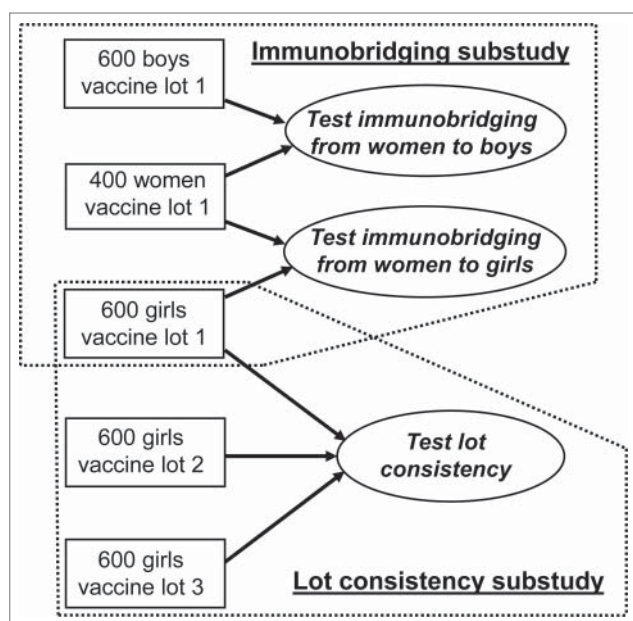 Immunobridging substudy
600 boys
vaccine lot 1
Test immunobridging
from women to boys
400 women
vaccine lot 1
Test immunobridging
from women to girls
600 girls
vaccine lot 1
600 girls
vaccine lot 2
Test lot
consistency
600 girls
vaccine lot 3
Lot consistency substudy